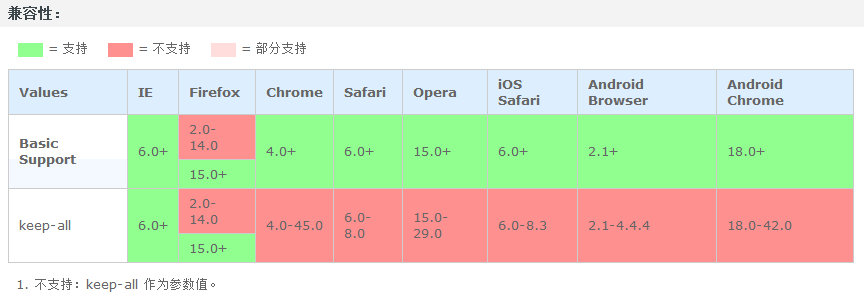 兼容性：
= 支持 = 不支持 = 部分支持
Values IE Firefox Chrome Safari Opera iOS Safari Android Browser Android Chrome
Basic Support 6.0+ 2.0-14.0 15.0+ 4.0+ 6.0+ 15.0+ 6.0+ 2.1+ 18.0+
keep-all 6.0+ 2.0-14.0 15.0+ 4.0-45.0 6.0-8.0 15.0-29.0 6.0-8.3 2.1-4.4.4 18.0-42.0
1. 不支持：keep-all 作为参数值。